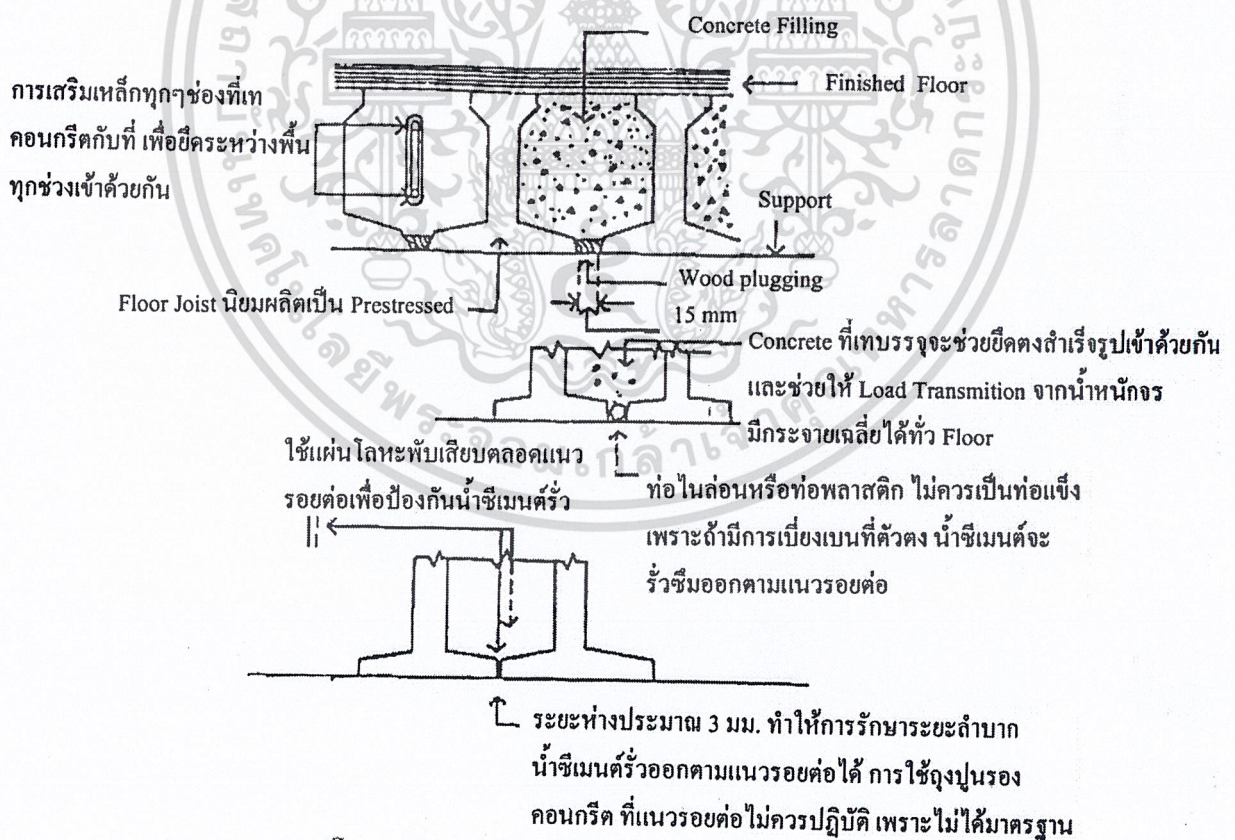 Concrete Filling
Finished Floor
การเสริมเหล็กทุกๆช่องที่เท
คอนกรีตกับที่ เพื่อยึดระหว่างพื้น
ทุกช่วงเข้าด้วยกัน
Support
Wood plugging
Floor Joist นิยมผลิตเป็น Prestressed
15 mm
Concrete ที่เทบรรจุจะช่วยยึดตงสำเร็จรูปเข้าด้วยกัน
และช่วยให้ Load Transmition จากน้ำหนักจร
มีกระจายเฉลี่ยได้ทั่ว Floor
ใช้แผ่นโลหะพับเสียบตลอดแนว
รอยต่อเพื่อป้องกันน้ำซีเมนต์รั่ว
ท่อไนล่อนหรือท่อพลาสติก ไม่ควรเป็นท่อแข็ง
เพราะถ้ามีการเบี่ยงเบนที่ตัวตง น้ำซีเมนต์จะ
รั่วซึมออกตามแนวรอยต่อ
ระยะห่างประมาณ 3 มม. ทำให้การรักษาระยะลำบาก
น้ำซีเมนต์รั่วออกตามแนวรอยต่อได้ การใช้ถุงปูนรอง
คอนกรีต ที่แนวรอยต่อไม่ควรปฏิบัติ เพราะไม่ได้มาตรฐาน